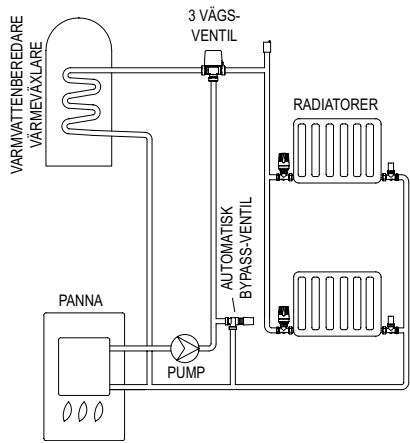 3 VÄGS-
VENTIL
VARMVATTENBEREDARE
VÄRMEVÄXLARE
RADIATORER
AUTOMATISK
BYPASS-VENTIL
PANNA
PUMP